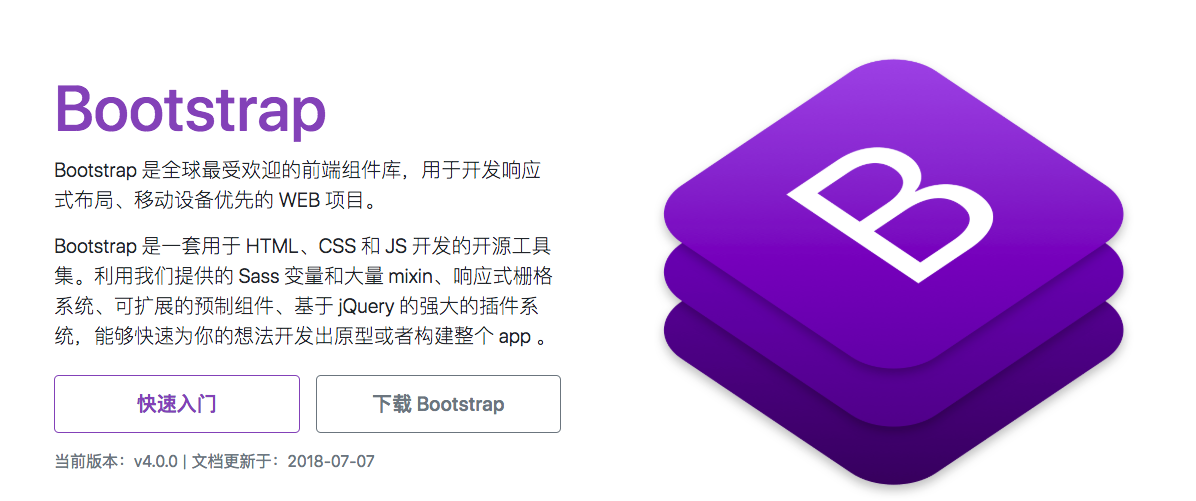 Bootstrap
Bootstrap 是全球最受欢迎的前端组件库，用于开发响应
式布局、移动设备优先的 WEB 项目。
Bootstrap 是一套用于 HTML、CSS 和 JS 开发的开源工具
集。利用我们提供的 Sass 变量和大量 mixin、响应式栅格
系统、可扩展的预制组件、基于 jQuery 的强大的插件系
统，能够快速为你的想法开发出原型或者构建整个 app 。
快速入门
下载 Bootstrap
当前版本：v4.0.0 | 文档更新于：2018-07-07
B